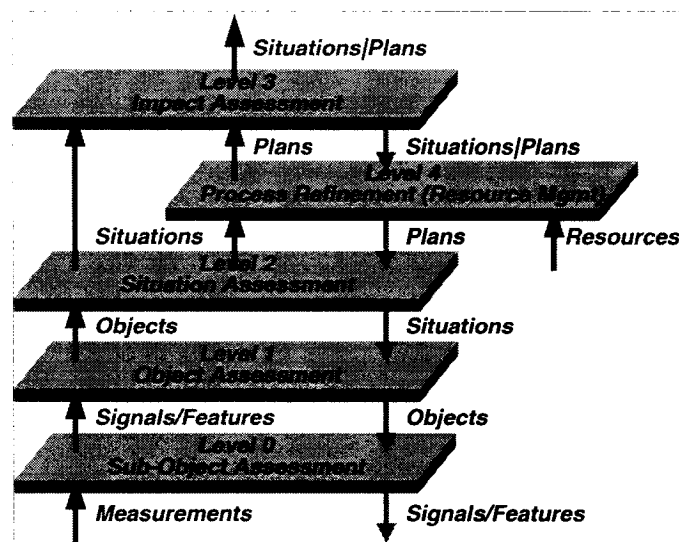 Situations|Plans
Level 3
Impact Assessment
Plans
Situations/Plans
Level 4
Process Refinement (Resource Mgmt)
Situations
Plans
Resources
Level 2
Situation Assessment
Objects
Situations
Level 1
Object Assessment
Signals/Features
Objects
Level 0
Sub-Object Assessment
Measurements
Signals/Features